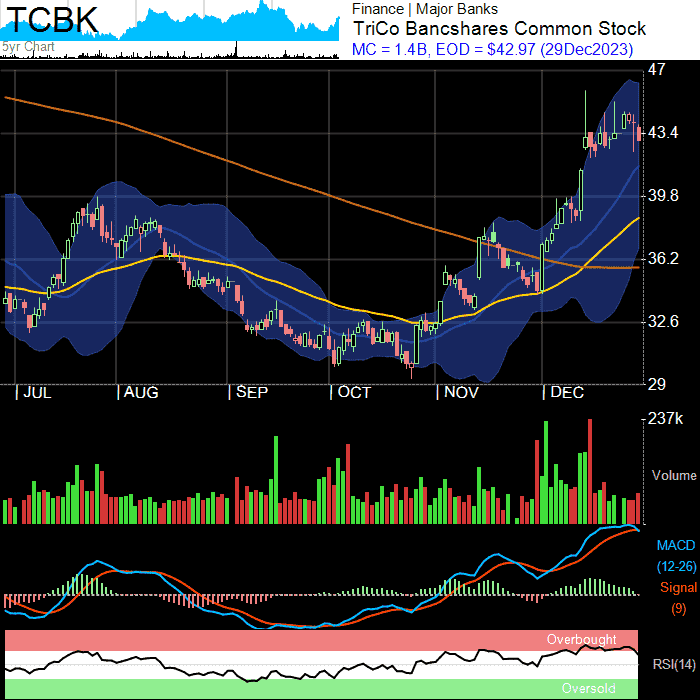 TCBK
5yr Chart
Finance | Major Banks
TriCo Bancshares Common Stock
MC = 1.4B, EOD = $42.97 (29Dec2023)
47
43.4
39.8
36.2
32.6
29
JUL AUG SEP OCT NOV DEC
237k
Volume
MACD
(12-26)
Signal
(9)
Overbought
RSI(14)
Oversold